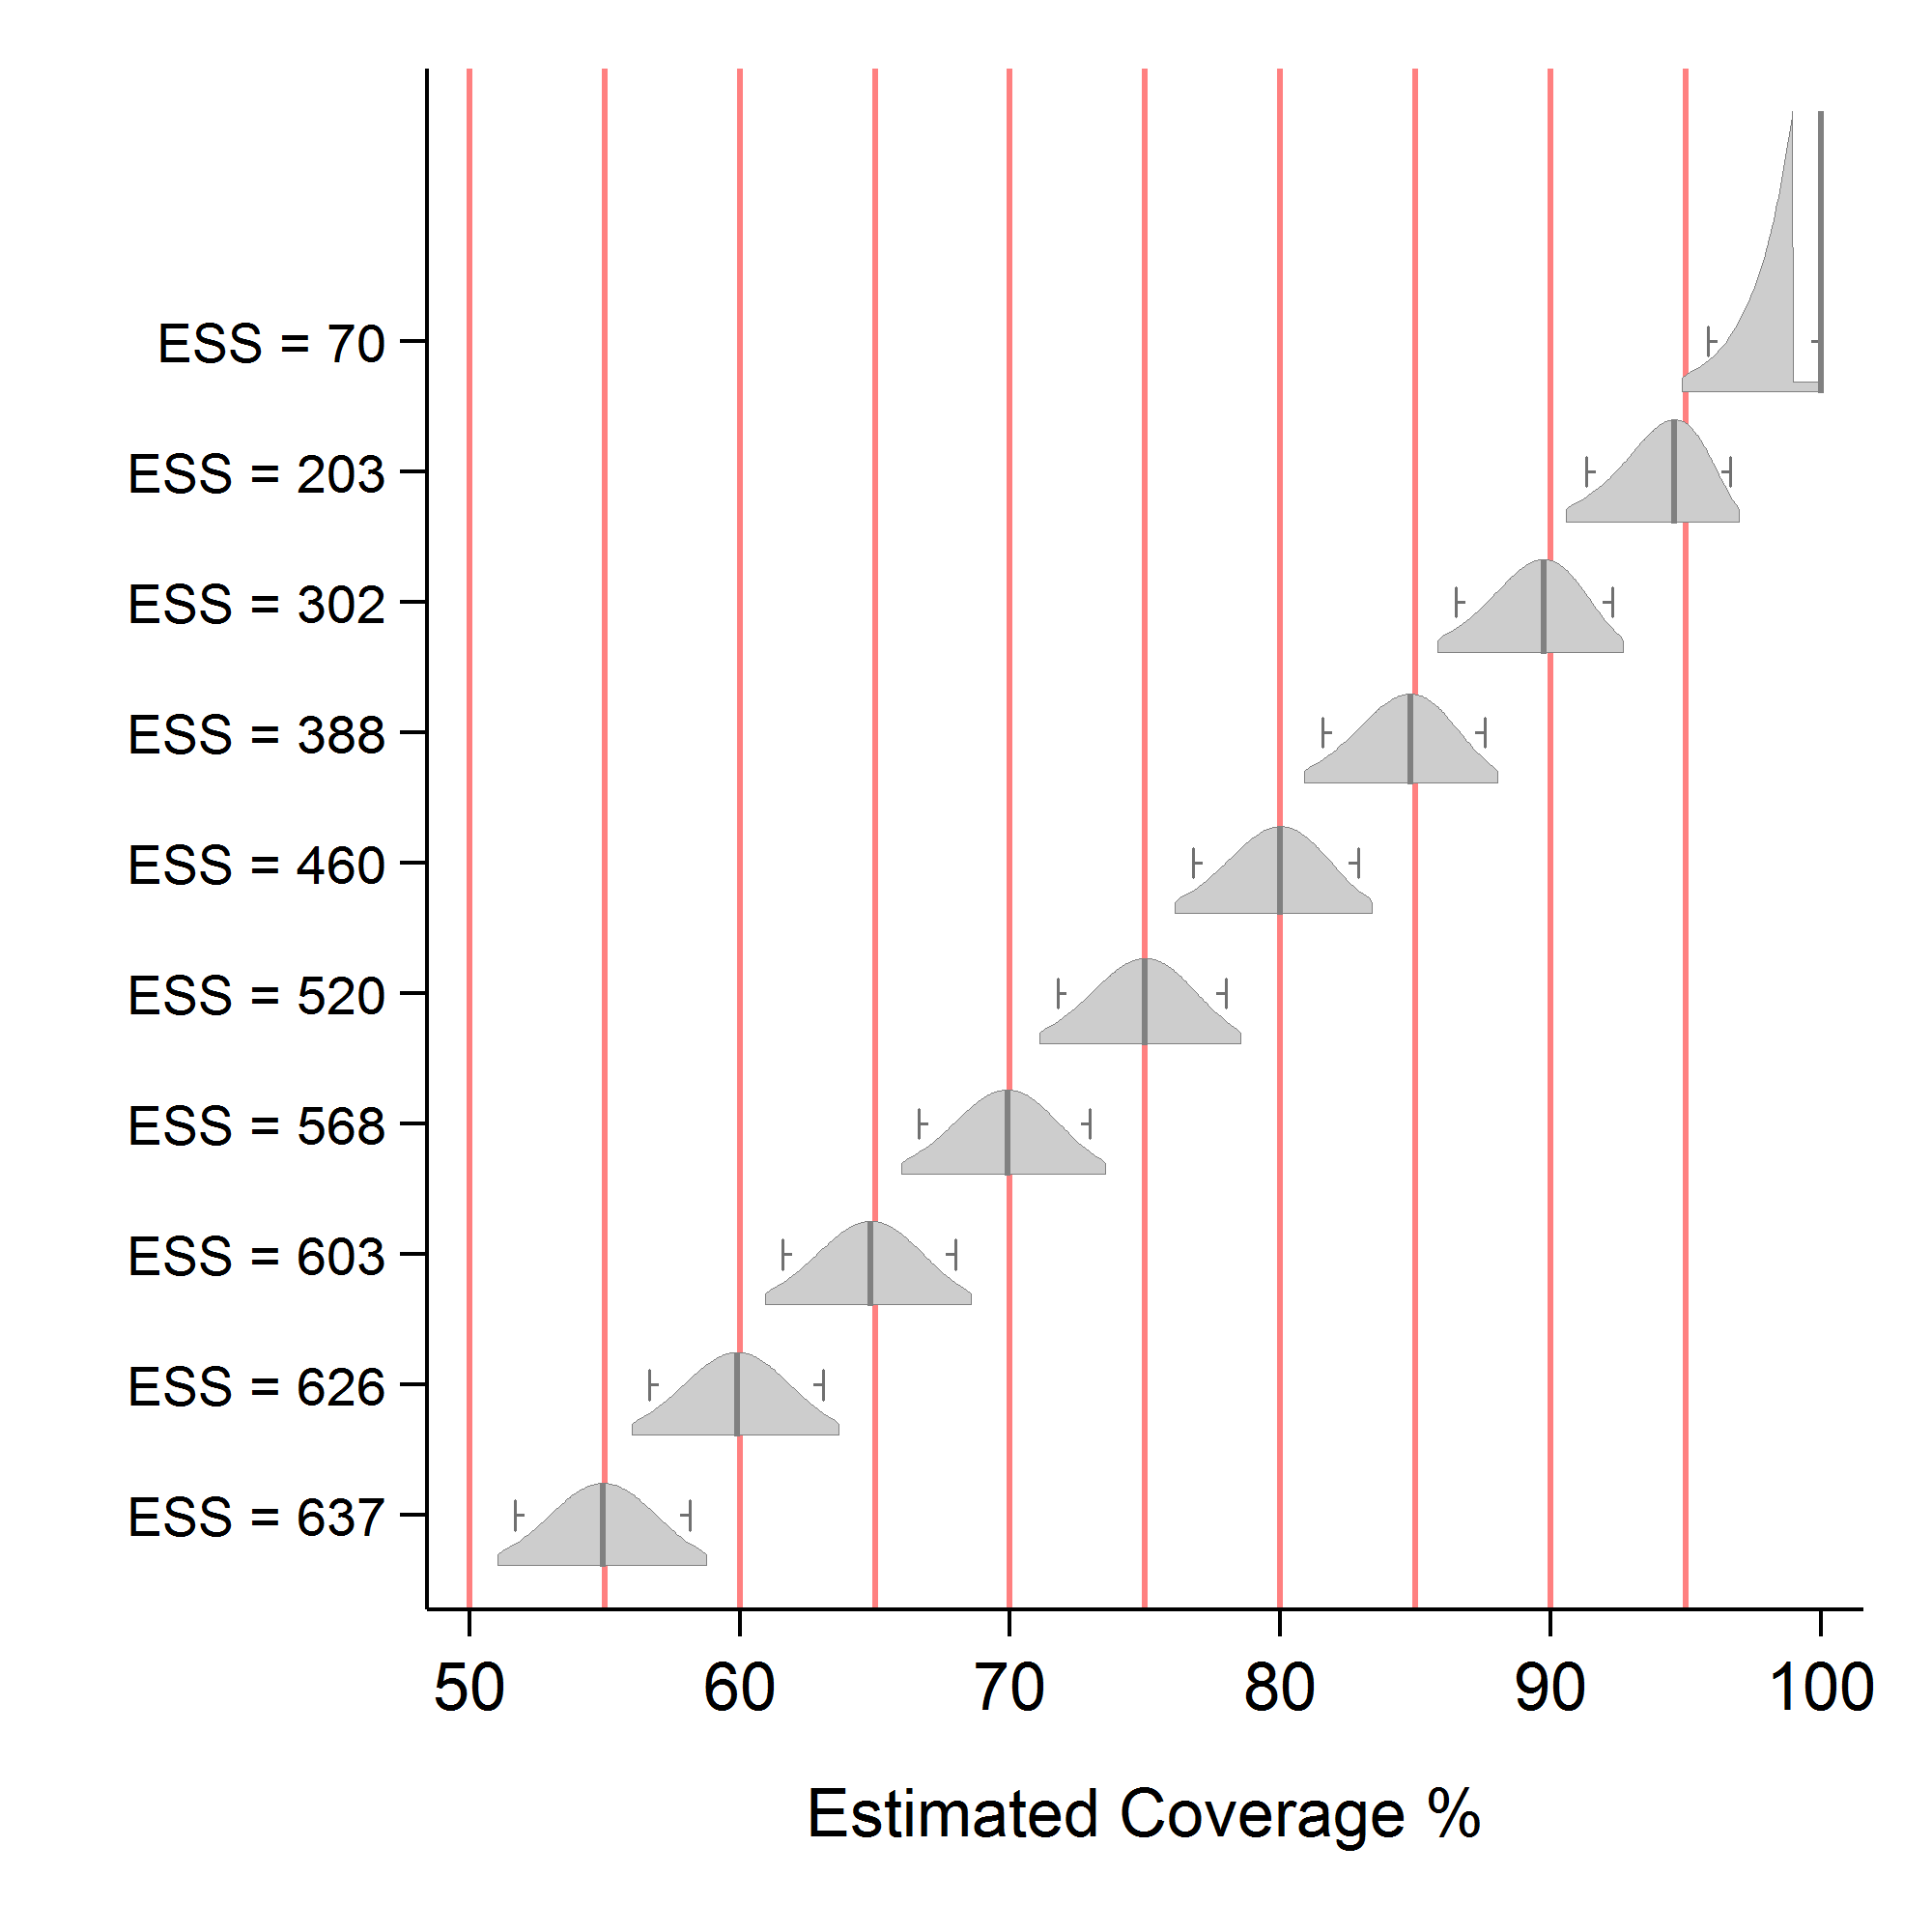 ESS = 70
ESS = 203
ESS = 302
ESS = 388
ESS = 460
ESS = 520
ESS = 568
ESS = 603
ESS = 626
ESS = 637
50 60 70 80 90 100
Estimated Coverage %